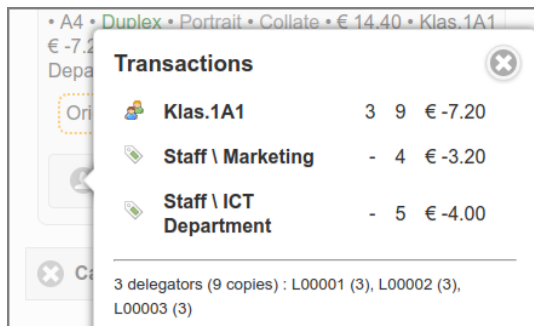 • A4 • Duplex • Portrait • Collate • € 14.40 • Klas.1A1
€ -7.2
Depa
Transactions
Ori
Klas.1A1 3 9 € -7.20
Staff \ Marketing - 4 € -3.20
Staff \ ICT
Department - 5 € -4.00
Ca
3 delegators (9 copies) : L00001 (3), L00002 (3),
L00003 (3)